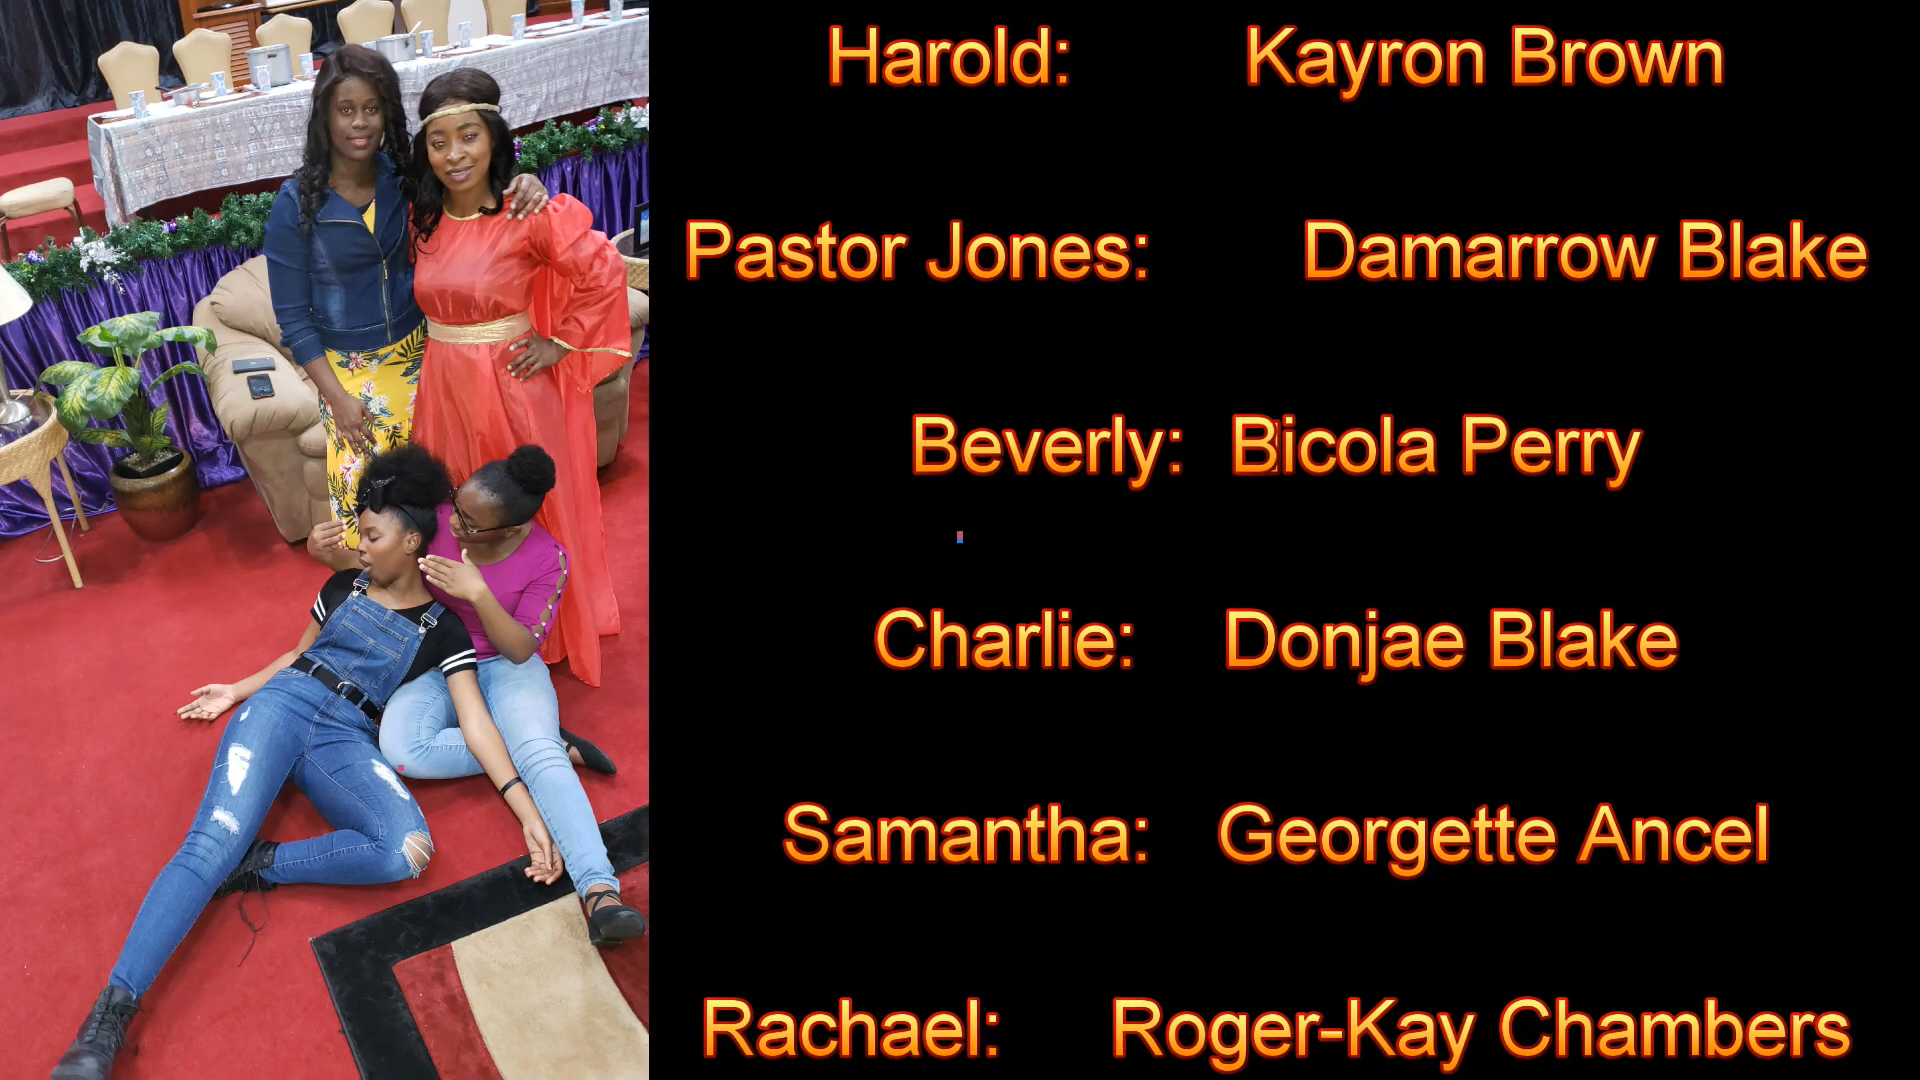 Harold: Kayron Brown
Pastor Jones: Damarrow Blake
Beverly: Bicola Perry
Charlie: Donjae Blake
Samantha: Georgette Ancel
Rachael: Roger-Kay Chambers